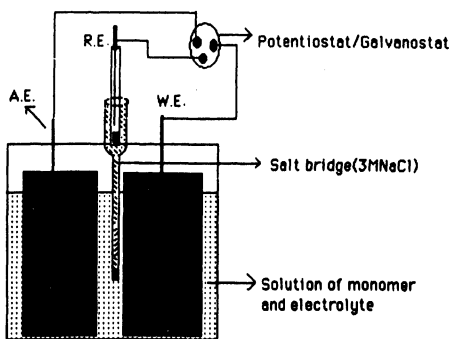 R.E.
Potentiostat/Galvanostat
A.E.
W.E.
Salt bridge(3MNaCl)
Solution of monomer
and electrolyte